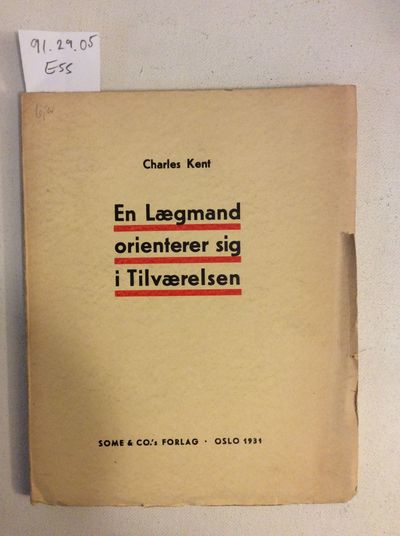 91.29.05
Ess
Charles Kent
En Lægmand
orienterer sig
i Tilværelsen
SOME & CO.'s FORLAG · OSLO 1931